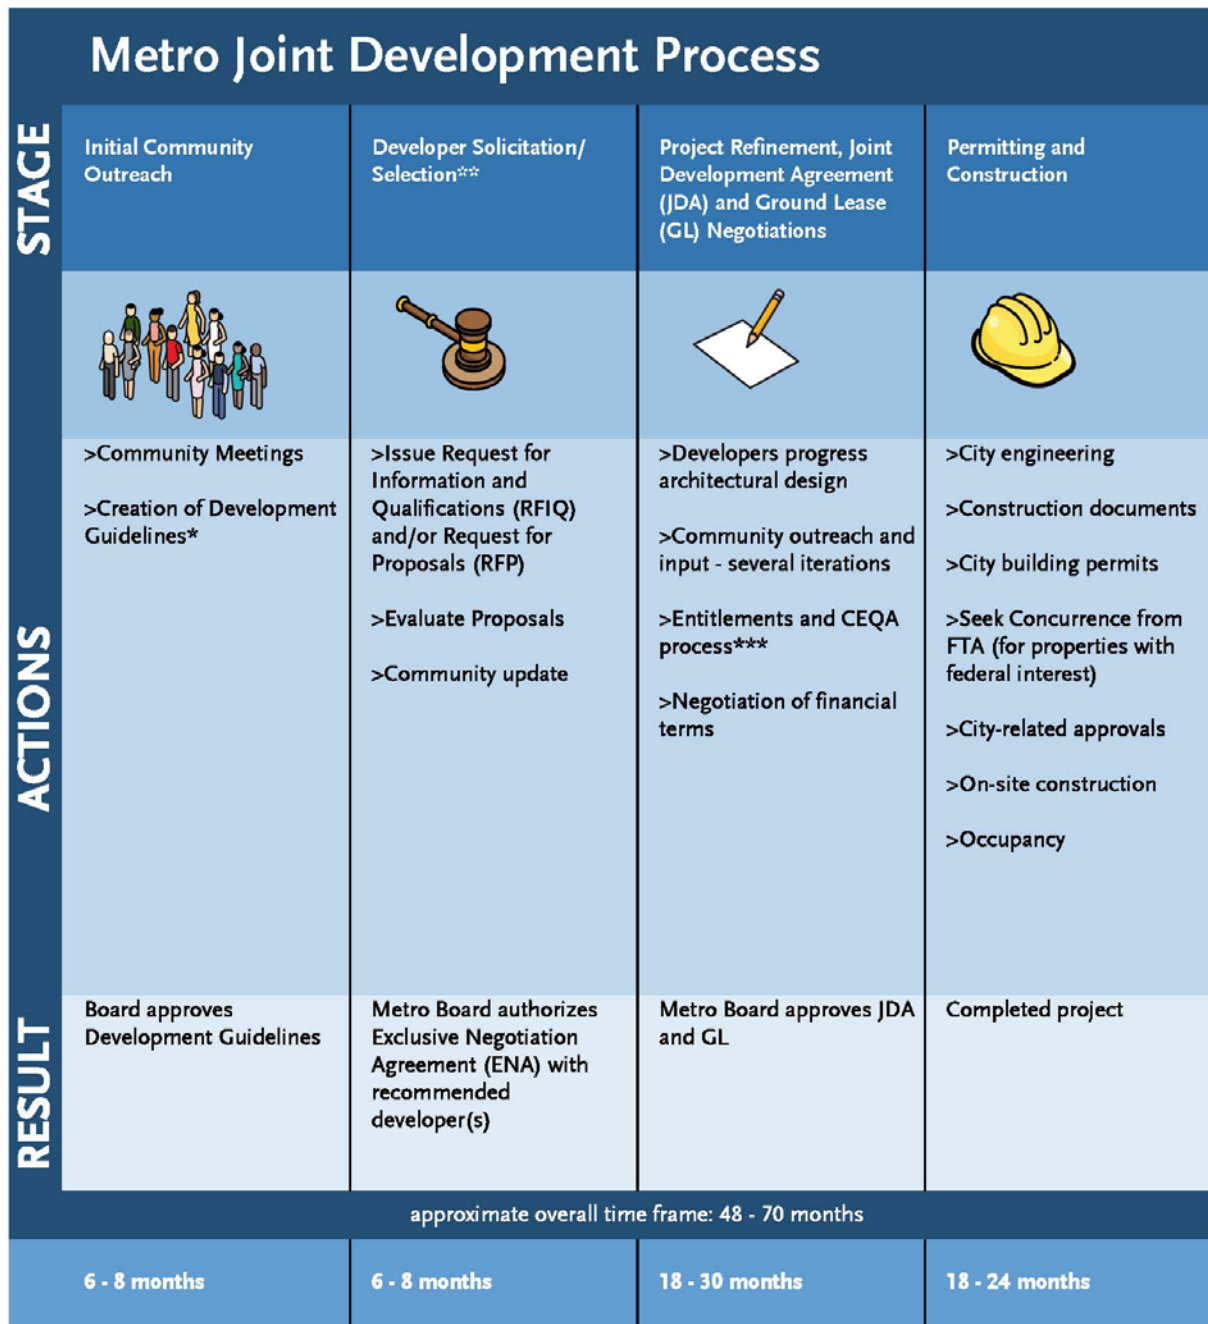 Metro Joint Development Process
STAGE
Initial Community
Outreach
Developer Solicitation/
Selection**
Project Refinement, Joint
Development Agreement
(JDA) and Ground Lease
(GL) Negotiations
Permitting and
Construction
ACTIONS
>Community Meetings
>Creation of Development
Guidelines*
>Issue Request for
Information and
Qualifications (RFIQ)
and/or Request for
Proposals (RFP)
>Evaluate Proposals
>Community update
>Developers progress
architectural design
>Community outreach and
input - several iterations
>Entitlements and CEQA
process***
>Negotiation of financial
terms
>City engineering
>Construction documents
>City building permits
>Seek Concurrence from
FTA (for properties with
federal interest)
>City-related approvals
>On-site construction
>Occupancy
RESULT
Board approves
Development Guidelines
Metro Board authorizes
Exclusive Negotiation
Agreement (ENA) with
recommended
developer(s)
Metro Board approves JDA
and GL
Completed project
approximate overall time frame: 48 - 70 months
6 - 8 months
6 - 8 months
18 - 30 months
18 - 24 months